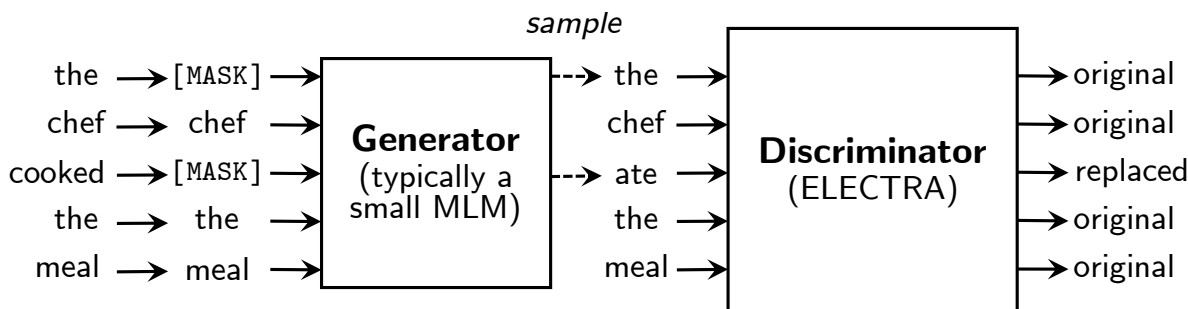 sample
the [MASK] the original
chef chef chef original
cooked [MASK] ate replaced
the the the original
meal meal meal original
Generator
(typically a
small MLM)
Discriminator
(ELECTRA)